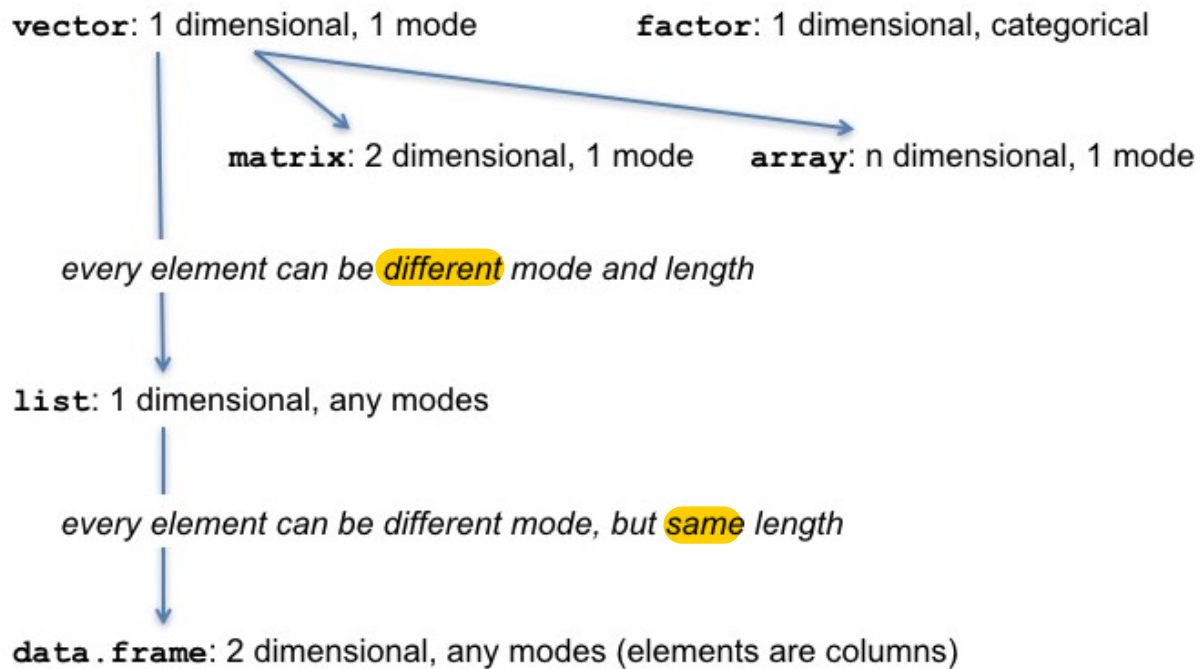 vector: 1 dimensional, 1 mode
factor: 1 dimensional, categorical
matrix: 2 dimensional, 1 mode
array: n dimensional, 1 mode
every element can be different mode and length
list: 1 dimensional, any modes
every element can be different mode, but same length
data.frame: 2 dimensional, any modes (elements are columns)